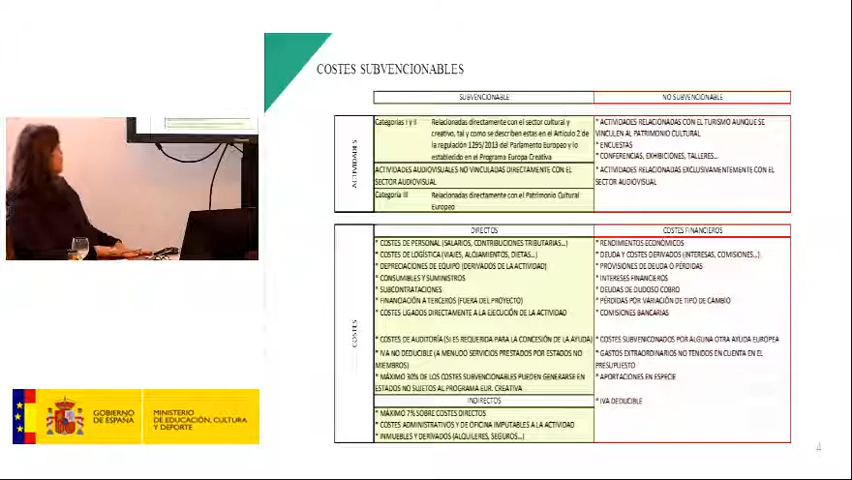 COSTES SUBVENCIONABLES
SUBVENCIONABLE
NO SUBVENCIONABLE
ACTIVIDADES
Categorías I y II
Relacionadas directamente con el sector cultural y
creativo, tal y como se describen estas en el Artículo 2 de
la regulación 1295/2013 del Parlamento Europeo y lo
establecido en el Programa Europa Creativa
ACTIVIDADES AUDIOVISUALES NO VINCULADAS DIRECTAMENTE CON EL
SECTOR AUDIOVISUAL
Categoría III
Relacionadas directamente con el Patrimonio Cultural
Europeo
* ACTIVIDADES RELACIONADAS CON EL TURISMO AUNQUE SE
VINCULEN AL PATRIMONIO CULTURAL
* ENCUESTAS
* CONFERENCIAS, EXHIBICIONES, TALLERES...
* ACTIVIDADES RELACIONADAS EXCLUSIVAMENTEMENTE CON EL
SECTOR AUDIOVISUAL
COSTES
DIRECTOS
* COSTES DE PERSONAL (SALARIOS, CONTRIBUCIONES TRIBUTARIAS...)
* COSTES DE LOGÍSTICA (VIAJES, ALOJAMIENTOS, DIETAS...)
* DEPRECIACIONES DE EQUIPO (DERIVADOS DE LA ACTIVIDAD)
* CONSUMIBLES Y SUMINISTROS
* SUBCONTRATACIONES
* FINANCIACIÓN A TERCEROS (FUERA DEL PROYECTO)
* COSTES LIGADOS DIRECTAMENTE A LA EJECUCIÓN DE LA ACTIVIDAD
* COSTES DE AUDITORÍA (SI ES REQUERIDA PARA LA CONCESIÓN DE LA AYUDA)
* IVA NO DEDUCIBLE (A MENUDO SERVICIOS PRESTADOS POR ESTADOS NO
MIEMBROS)
* MÁXIMO 30% DE LOS COSTES SUBVENCIONABLES PUEDEN GENERARSE EN
ESTADOS NO SUJETOS AL PROGRAMA EUR. CREATIVA
INDIRECTOS
* MÁXIMO 7% SOBRE COSTES DIRECTOS
* COSTES ADMINISTRATIVOS Y DE OFICINA IMPUTABLES A LA ACTIVIDAD
* INMUEBLES Y DERIVADOS (ALQUILERES, SEGUROS...)
COSTES FINANCIEROS
* RENDIMIENTOS ECONÓMICOS
* DEUDA Y COSTES DERIVADOS (INTERESES, COMISIONES...)
* PROVISIONES DE DEUDA O PÉRDIDAS
* INTERESES FINANCIEROS
* DEUDAS DE DUDOSO COBRO
* PÉRDIDAS POR VARIACIÓN DE TIPO DE CAMBIO
* COMISIONES BANCARIAS
* COSTES SUBVENICONADOS POR ALGUNA OTRA AYUDA EUROPEA
* GASTOS EXTRAORDINARIOS NO TENIDOS EN CUENTA EN EL
PRESUPUESTO
* APORTACIONES EN ESPECIE
* IVA DEDUCIBLE
GOBIERNO
DE ESPAÑA
MINISTERIO
DE EDUCACIÓN, CULTURA
Y DEPORTE
4